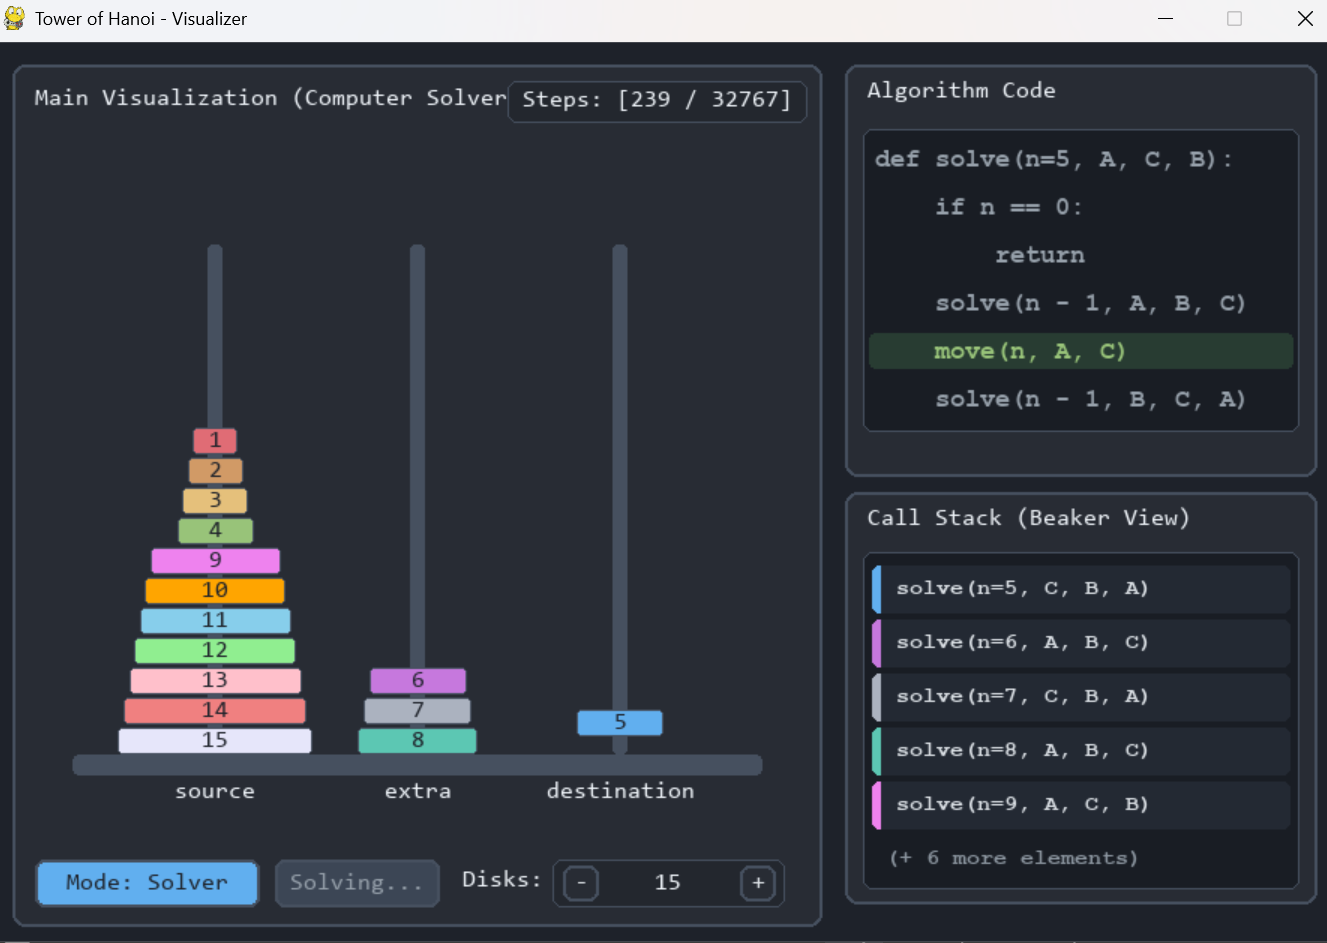 Tower of Hanoi - Visualizer
Main Visualization (Computer Solver
Steps: [239 / 32767]
1
2
3
4
9
10
11
12
13
14
15
6
7
8
5
source
extra
destination
Mode: Solver
Solving...
Disks:
-
15
+
Algorithm Code
def solve(n=5, A, C, B):
if n == 0:
return
solve(n - 1, A, B, C)
move(n, A, C)
solve(n - 1, B, C, A)
Call Stack (Beaker View)
solve(n=5, C, B, A)
solve(n=6, A, B, C)
solve(n=7, C, B, A)
solve(n=8, A, B, C)
solve(n=9, A, C, B)
(+ 6 more elements)